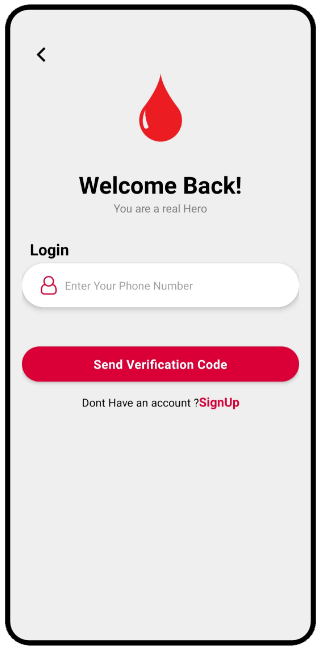 Welcome Back!
You are a real Hero
Login
Enter Your Phone Number
Send Verification Code
Dont Have an account ?SignUp